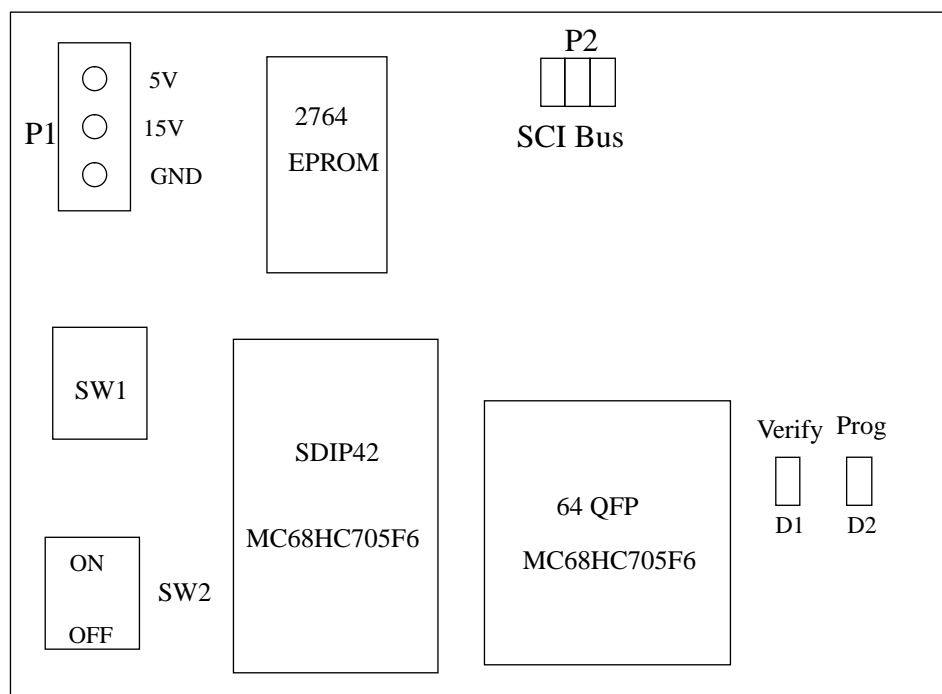 P1
5V
15V
GND
2764
EPROM
P2
SCI Bus
SW1
ON
OFF
SW2
SDIP42
MC68HC705F6
64 QFP
MC68HC705F6
Verify
D1
Prog
D2